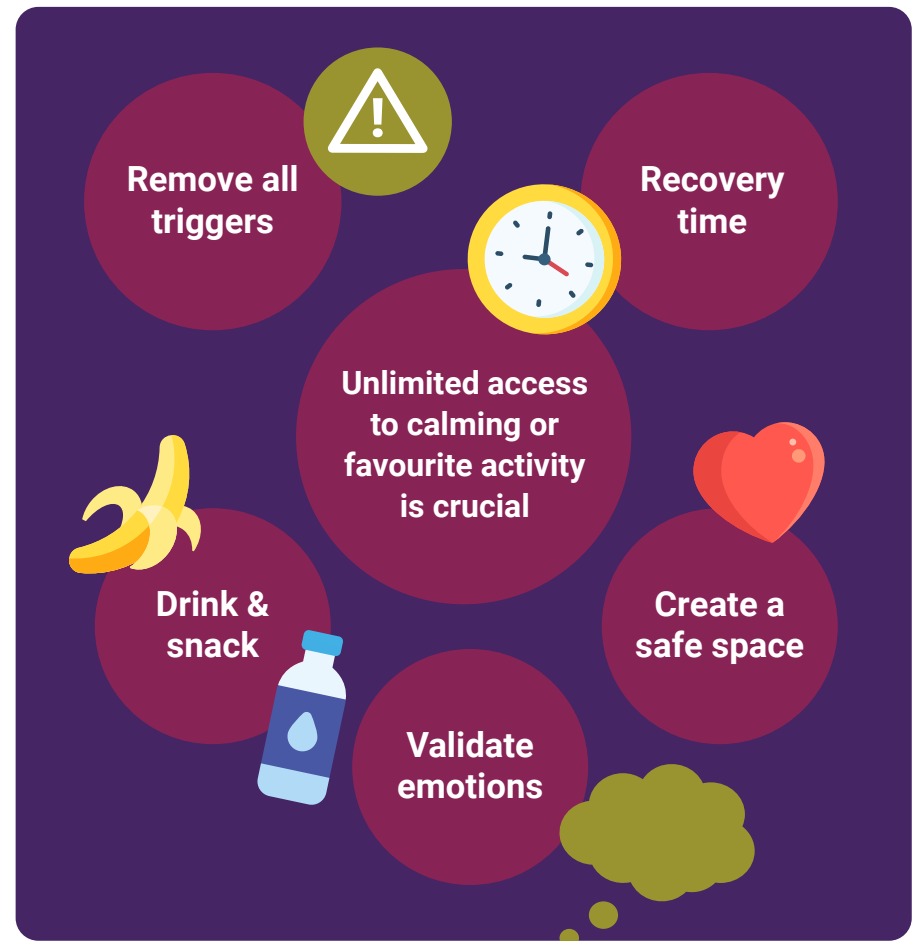 Remove all
triggers
Recovery
time
Unlimited access
to calming or
favourite activity
is crucial
Drink &
snack
Create a
safe space
Validate
emotions